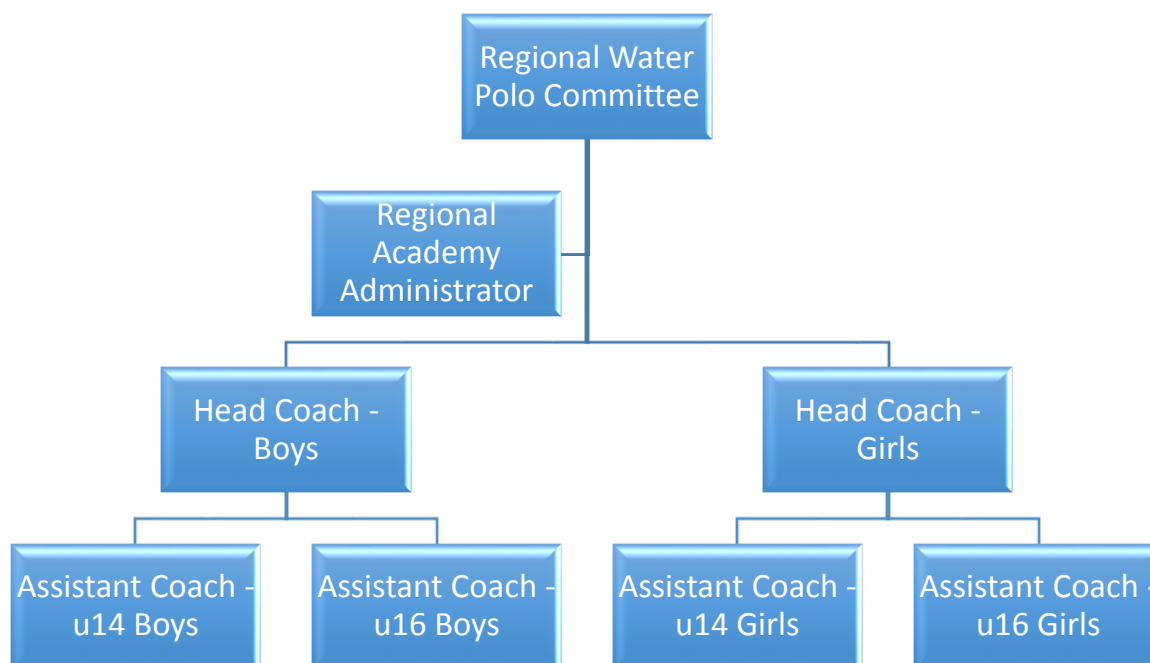 Regional Water
Polo Committee
Regional
Academy
Administrator
Head Coach -
Boys
Head Coach -
Girls
Assistant Coach -
u14 Boys
Assistant Coach -
u16 Boys
Assistant Coach -
u14 Girls
Assistant Coach -
u16 Girls